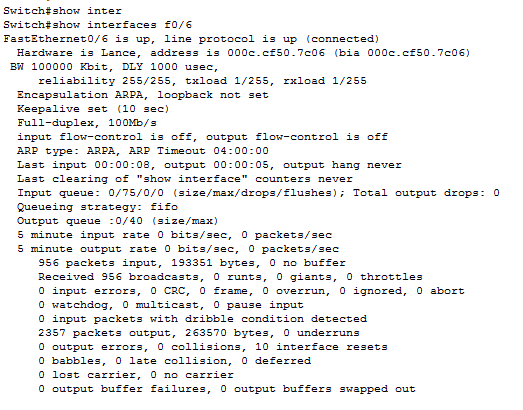 Switch#show inter
Switch#show interfaces f0/6
FastEthernet0/6 is up, line protocol is up (connected)
Hardware is Lance, address is 000c.cf50.7c06 (bia 000c.cf50.7c06)
BW 100000 Kbit, DLY 1000 usec,
reliability 255/255, txload 1/255, rxload 1/255
Encapsulation ARPA, loopback not set
Keepalive set (10 sec)
Full-duplex, 100Mb/s
input flow-control is off, output flow-control is off
ARP type: ARPA, ARP Timeout 04:00:00
Last input 00:00:08, output 00:00:05, output hang never
Last clearing of "show interface" counters never
Input queue: 0/75/0/0 (size/max/drops/flushes); Total output drops: 0
Queueing strategy: fifo
Output queue :0/40 (size/max)
5 minute input rate 0 bits/sec, 0 packets/sec
5 minute output rate 0 bits/sec, 0 packets/sec
956 packets input, 193351 bytes, 0 no buffer
Received 956 broadcasts, 0 runts, 0 giants, 0 throttles
0 input errors, 0 CRC, 0 frame, 0 overrun, 0 ignored, 0 abort
0 watchdog, 0 multicast, 0 pause input
0 input packets with dribble condition detected
2357 packets output, 263570 bytes, 0 underruns
0 output errors, 0 collisions, 10 interface resets
0 babbles, 0 late collision, 0 deferred
0 lost carrier, 0 no carrier
0 output buffer failures, 0 output buffers swapped out